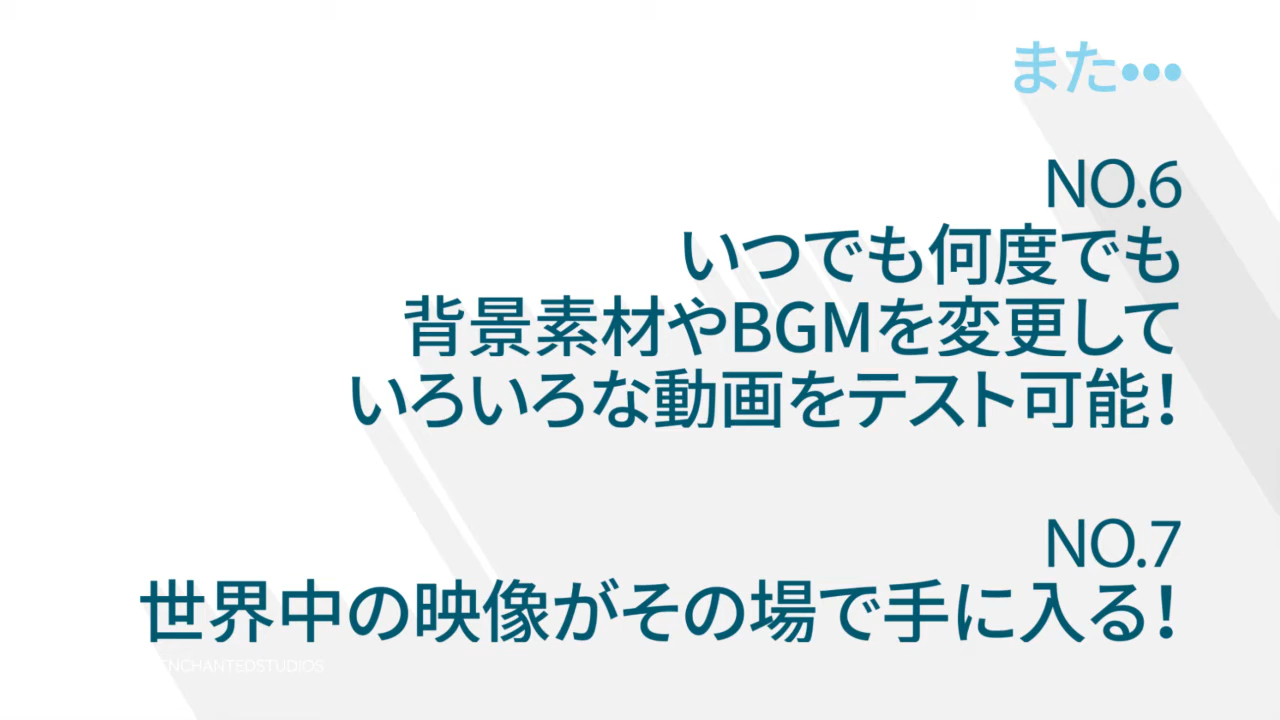 また•••
NO.6
いつでも何度でも
背景素材やBGMを変更して
いろいろな動画をテスト可能!
NO.7
世界中の映像がその場で手に入る!
ENCHANTEDSTUDIOS